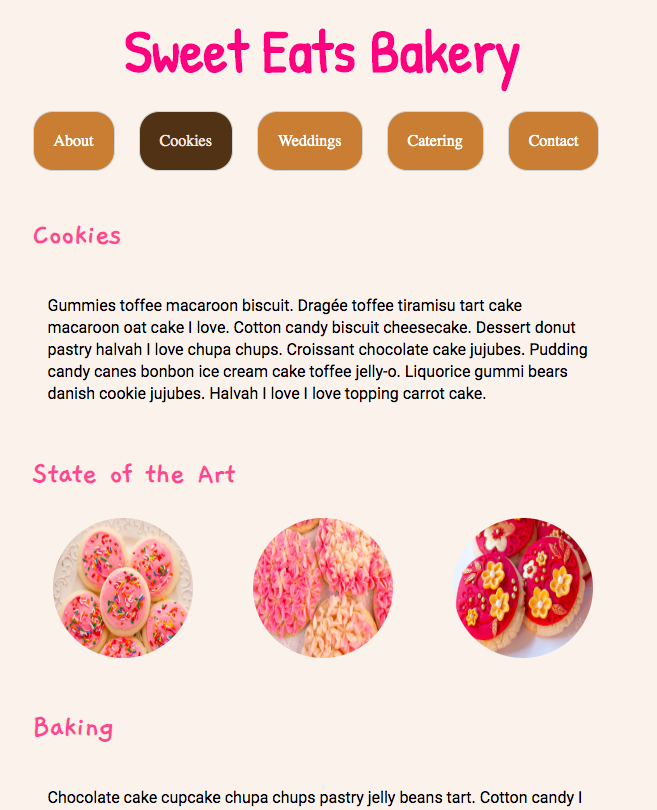 Sweet Eats Bakery
About Cookies Weddings Catering Contact
Cookies
Gummies toffee macaroon biscuit. Dragée toffee tiramisu tart cake
macaroon oat cake I love. Cotton candy biscuit cheesecake. Dessert donut
pastry halvah I love chupa chups. Croissant chocolate cake jujubes. Pudding
candy canes bonbon ice cream cake toffee jelly-o. Liquorice gummi bears
danish cookie jujubes. Halvah I love I love topping carrot cake.
State of the Art
Baking
Chocolate cake cupcake chupa chups pastry jelly beans tart. Cotton candy I